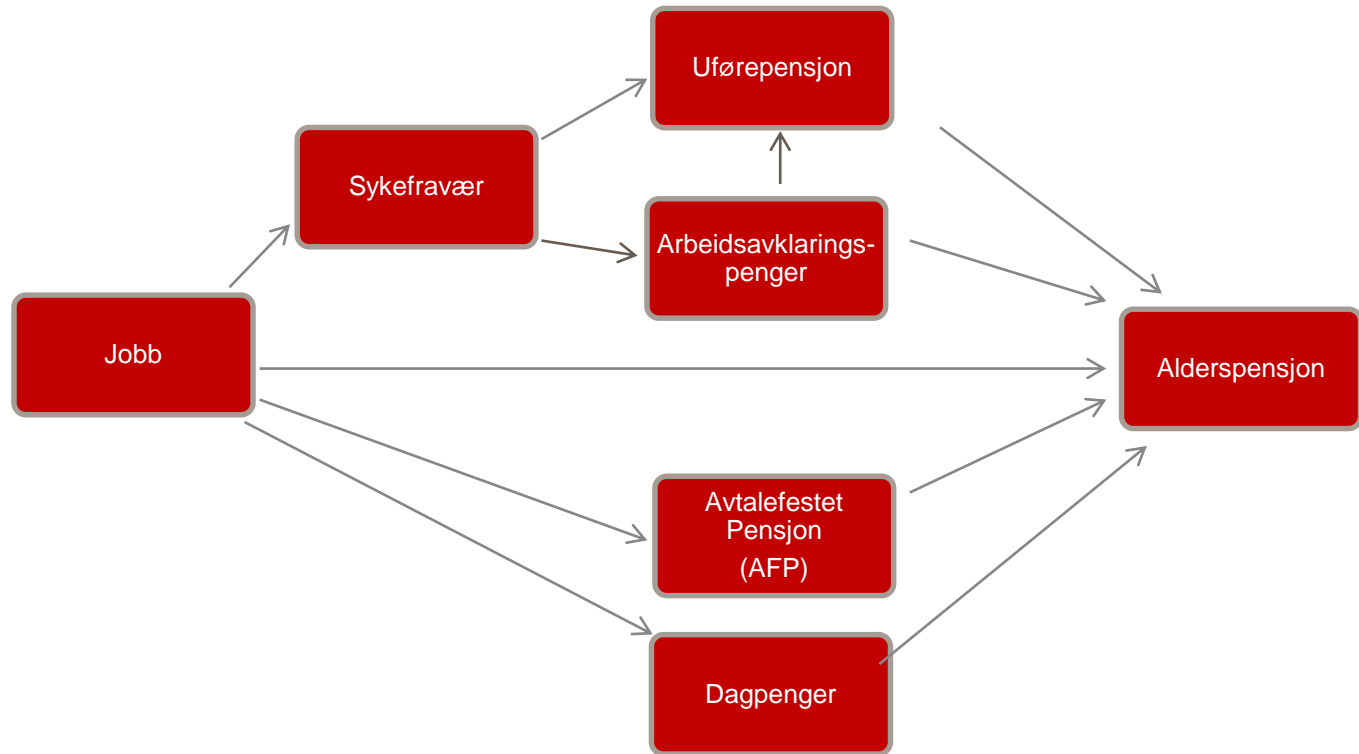 Uførepensjon
Sykefravær
Arbeidsavklarings-
penger
Jobb
Alderspensjon
Avtalefestet
Pensjon
(AFP)
Dagpenger